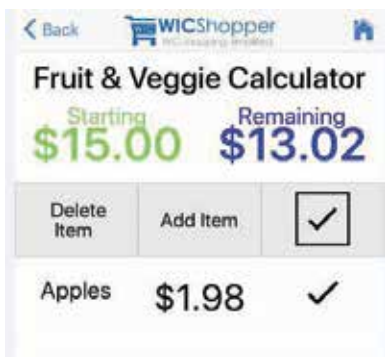 Back
WICShopper
WIC shopping simplified
Fruit & Veggie Calculator
Starting Remaining
$15.00 $13.02
Delete Item Add Item ✓
Apples $1.98 ✓